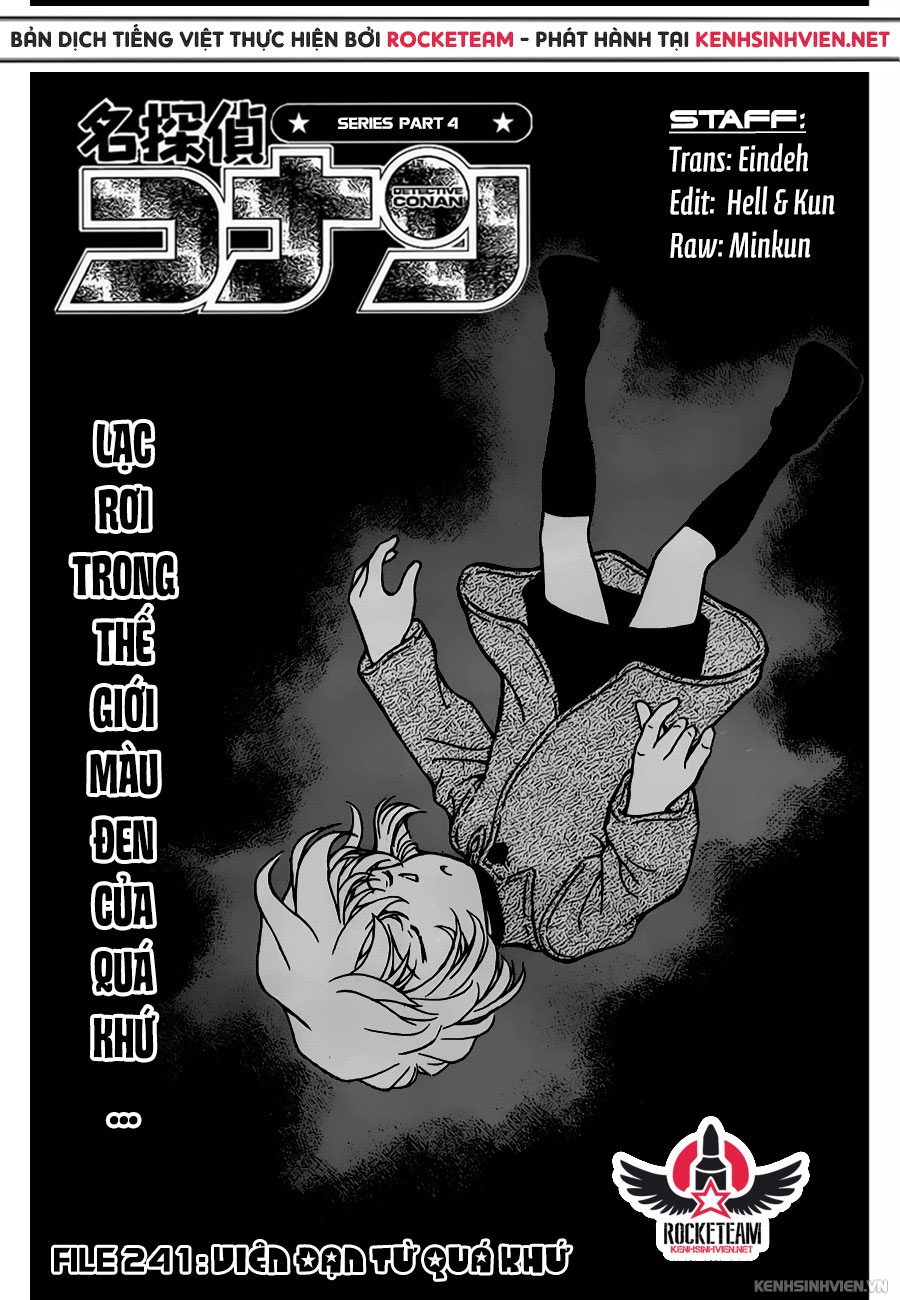 BẢN DỊCH TIẾNG VIỆT THỰC HIỆN BỞI ROCKETEAM - PHÁT HÀNH TẠI KENHSINHVIEN.NET
名探偵
SERIES PART 4
コナン
DETECTIVE
CONAN
STAFF:
Trans: Eindeh
Edit: Hell & Kun
Raw: Minkun
LẠC
RƠI
TRONG
THẾ
GIỚI
MÀU
ĐEN
CỦA
QUÁ
KHỨ
...
ROCKETEAM
KENHSINHVIEN.NET
FILE 241: VIÊN ĐẠN TỪ QUÁ KHỨ
KENHSINHVIEN.VN